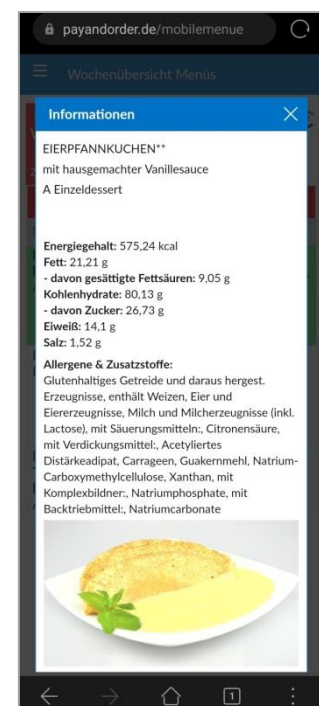 payandorder.de/mobilemenue
Wochenübersicht Menüs
Informationen
EIERPFANNKUCHEN**
mit hausgemachter Vanillesauce
A Einzeldessert
Energiegehalt: 575,24 kcal
Fett: 21,21 g
- davon gesättigte Fettsäuren: 9,05 g
Kohlenhydrate: 80,13 g
- davon Zucker: 26,73 g
Eiweiß: 14,1 g
Salz: 1,52 g
Allergene & Zusatzstoffe:
Glutenhaltiges Getreide und daraus hergest.
Erzeugnisse, enthält Weizen, Eier und
Eiererzeugnisse, Milch und Milcherzeugnisse (inkl.
Lactose), mit Säuerungsmitteln:, Citronensäure,
mit Verdickungsmittel:, Acetyliertes
Distärkeadipat, Carrageen, Guakernmehl, Natrium-
Carboxymethylcellulose, Xanthan, mit
Komplexbildner:, Natriumphosphate, mit
Backtriebmittel:, Natriumcarbonate
1